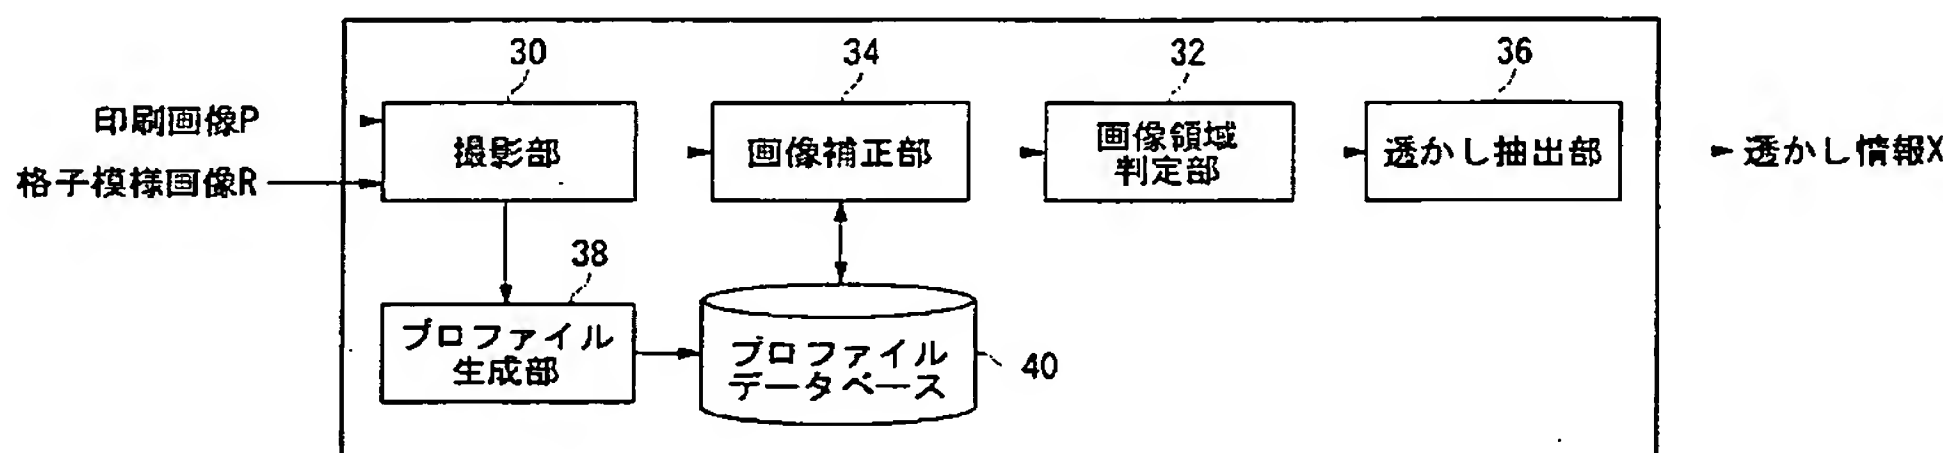 30
34
32
36
印刷画像P
格子模様画像R
撮影部
画像補正部
画像領域
判定部
透かし抽出部
透かし情報X
38
プロファイル
生成部
プロファイル
データベース
40